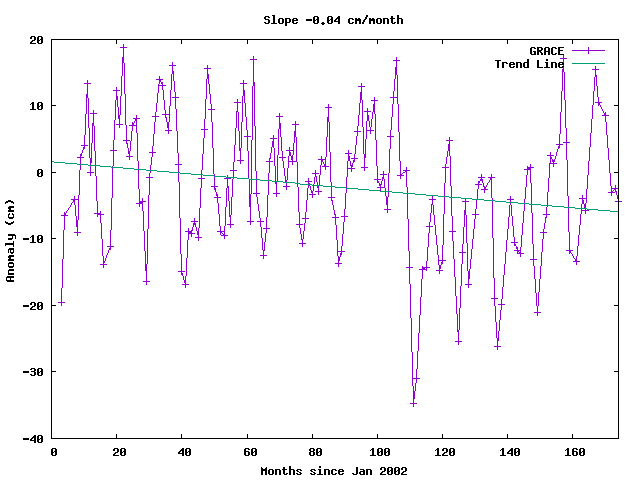 Slope -0.04 cm/month
GRACE
Trend Line
20
10
0
-10
-20
-30
-40
Anomaly (cm)
0 20 40 60 80 100 120 140 160
Months since Jan 2002